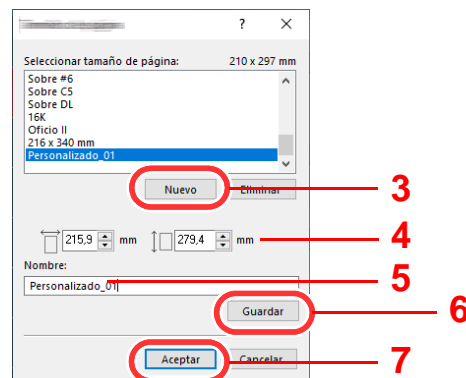 ? ×
Seleccionar tamaño de página: 210 x 297 mm
Sobre #6
Sobre C5
Sobre DL
16K
Oficio II
216 x 340 mm
Personalizado_01
Nuevo Eliminar 3
215,9 mm 279,4 mm 4
Nombre:
5
Personalizado_01
Guardar 6
Aceptar Cancelar 7